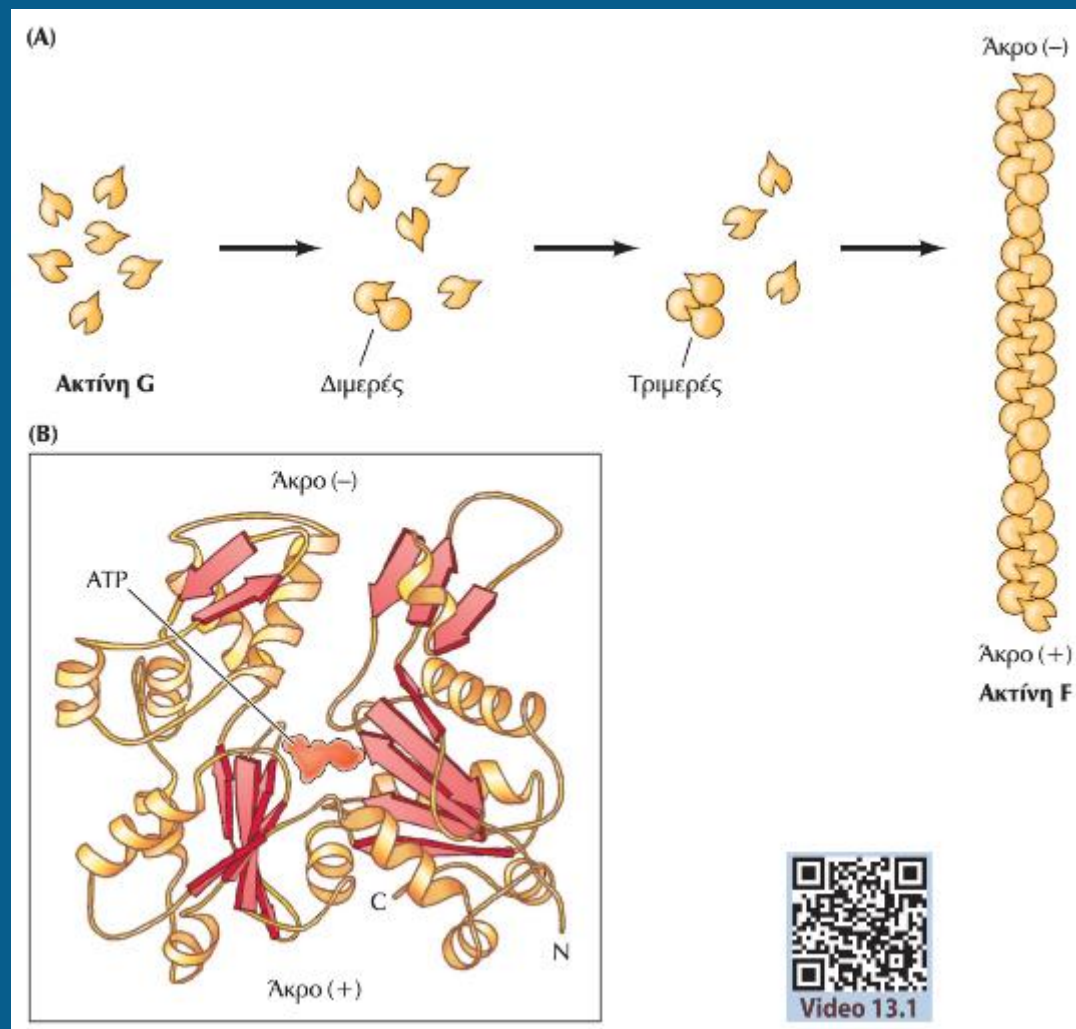 (A)
Άκρο (–)
Ακτίνη G
Διμερές
Τριμερές
Άκρο (+)
Ακτίνη F
(B)
Άκρο (–)
ATP
C
N
Άκρο (+)
Video 13.1